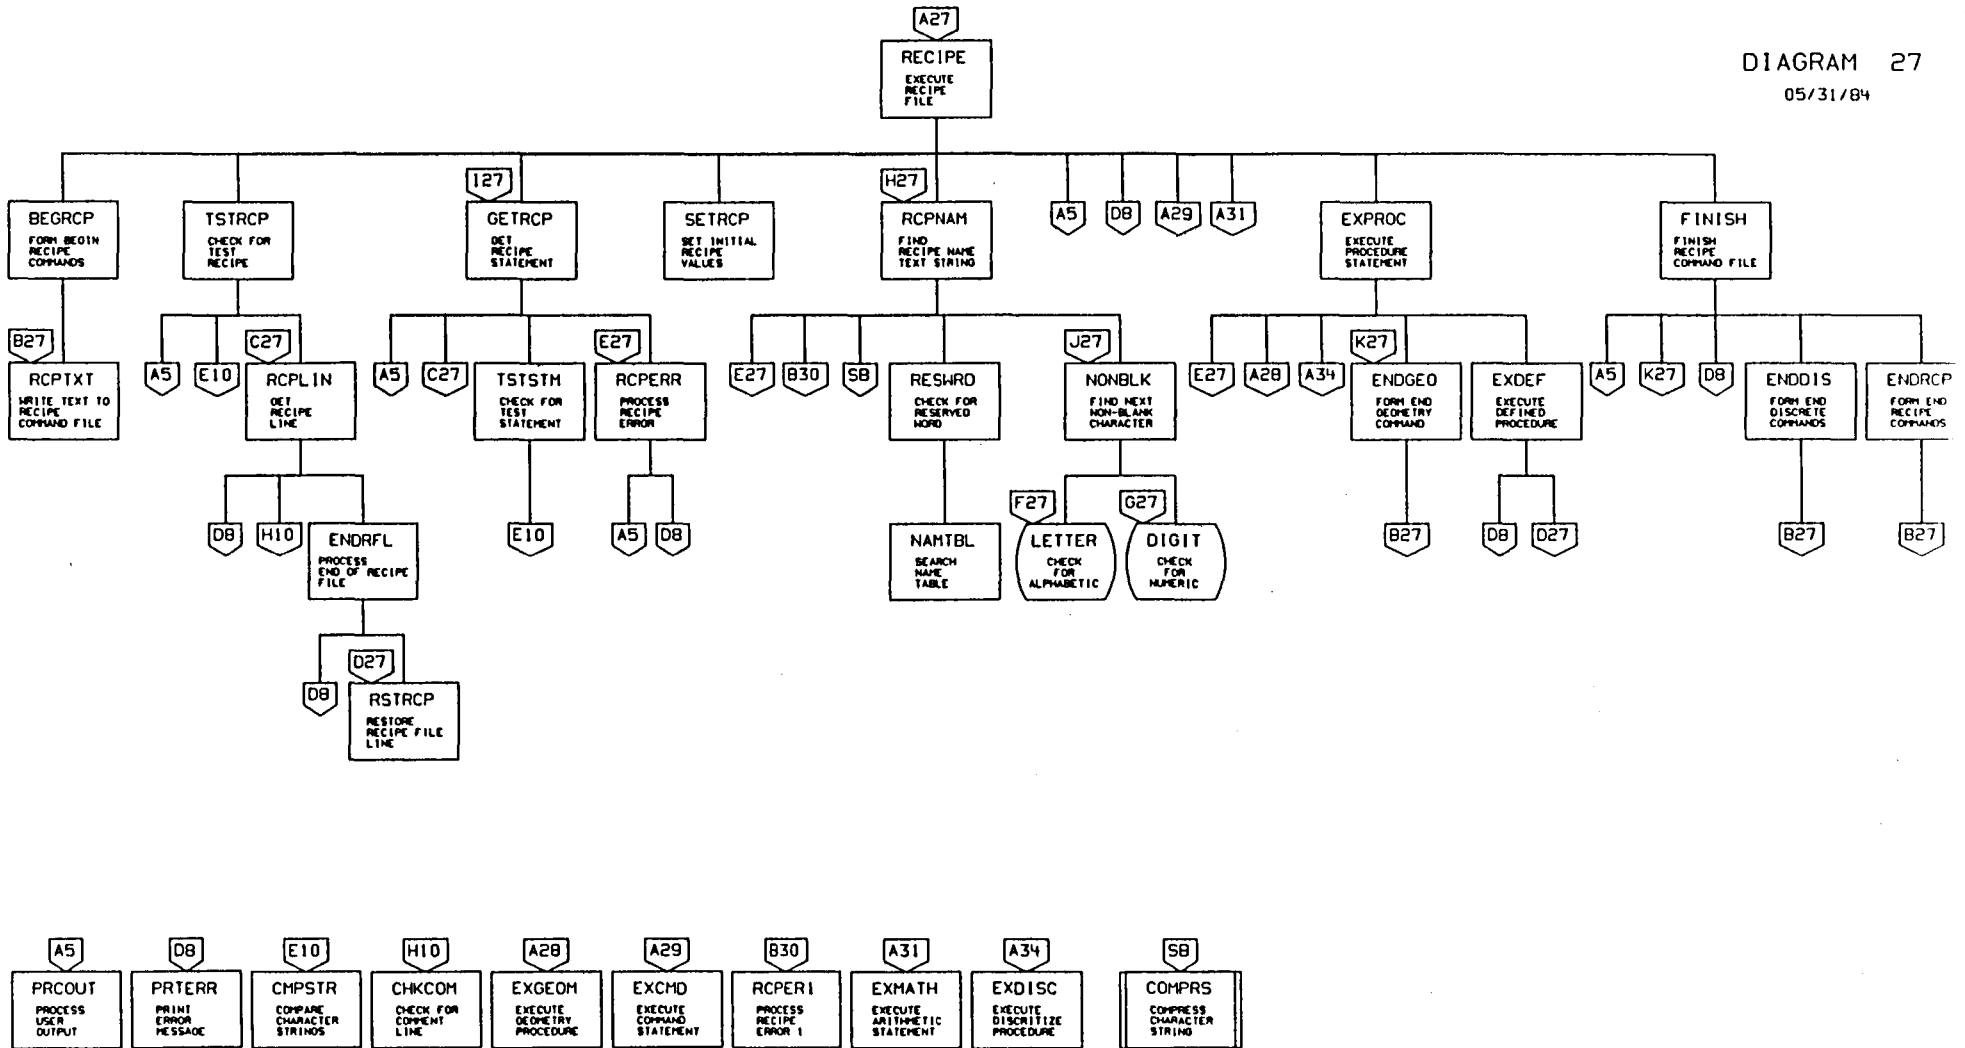 A27
RECIPE
EXECUTE
RECIPE
FILE
DIAGRAM 27
05/31/84
I27
H27
BEGRCP
FORM BEGIN
RECIPE
COMMANDS
TSTRCP
CHECK FOR
TEST
RECIPE
GETRCP
GET
RECIPE
STATEMENT
SETRCP
SET INITIAL
RECIPE
VALUES
RCPNAM
FIND
RECIPE NAME
TEXT STRING
A5
D8
A29
A31
EXPROC
EXECUTE
PROCEDURE
STATEMENT
FINISH
FINISH
RECIPE
COMMAND FILE
B27
RCPTXT
WRITE TEXT TO
RECIPE
COMMAND FILE
A5
E10
C27
RCPLIN
GET
RECIPE
LINE
A5
C27
TSTSTM
CHECK FOR
TEST
STATEMENT
E27
RCPERR
PROCESS
RECIPE
ERROR
E27
B30
SB
RESWRD
CHECK FOR
RESERVED
WORD
J27
NONBLK
FIND NEXT
NON-BLANK
CHARACTER
E27
A28
A34
K27
ENDGEO
FORM END
GEOMETRY
COMMAND
EXDEF
EXECUTE
DEFINED
PROCEDURE
A5
K27
D8
ENDDIS
FORM END
DISCRETE
COMMANDS
ENDRCP
FORM END
RECIPE
COMMANDS
D8
H10
ENDRFL
PROCESS
END OF RECIPE
FILE
E10
A5
D8
NAMTBL
SEARCH
NAME
TABLE
F27
LETTER
CHECK
FOR
ALPHABETIC
G27
DIGIT
CHECK
FOR
NUMERIC
B27
D8
D27
B27
B27
D8
D27
RSTRCP
RESTORE
RECIPE FILE
LINE
A5
PRCOUT
PROCESS
USER
OUTPUT
D8
PRTERR
PRINT
ERROR
MESSAGE
E10
CMPSTR
COMPARE
CHARACTER
STRINGS
H10
CHKCOM
CHECK FOR
COMMENT
LINE
A28
EXGEOM
EXECUTE
GEOMETRY
PROCEDURE
A29
EXCMD
EXECUTE
COMMAND
STATEMENT
B30
RCPER1
PROCESS
RECIPE
ERROR 1
A31
EXMATH
EXECUTE
ARITHMETIC
STATEMENT
A34
EXDISC
EXECUTE
DISCRITIZE
PROCEDURE
SB
COMPRS
COMPRESS
CHARACTER
STRING